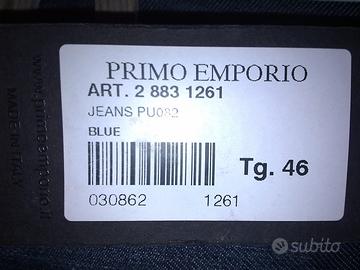 PRIMO EMPORIO
ART. 2 883 1261
JEANS PU082
BLUE
Tg. 46
030862 1261
www.primoemporio.it
MADE IN ITALY
subito